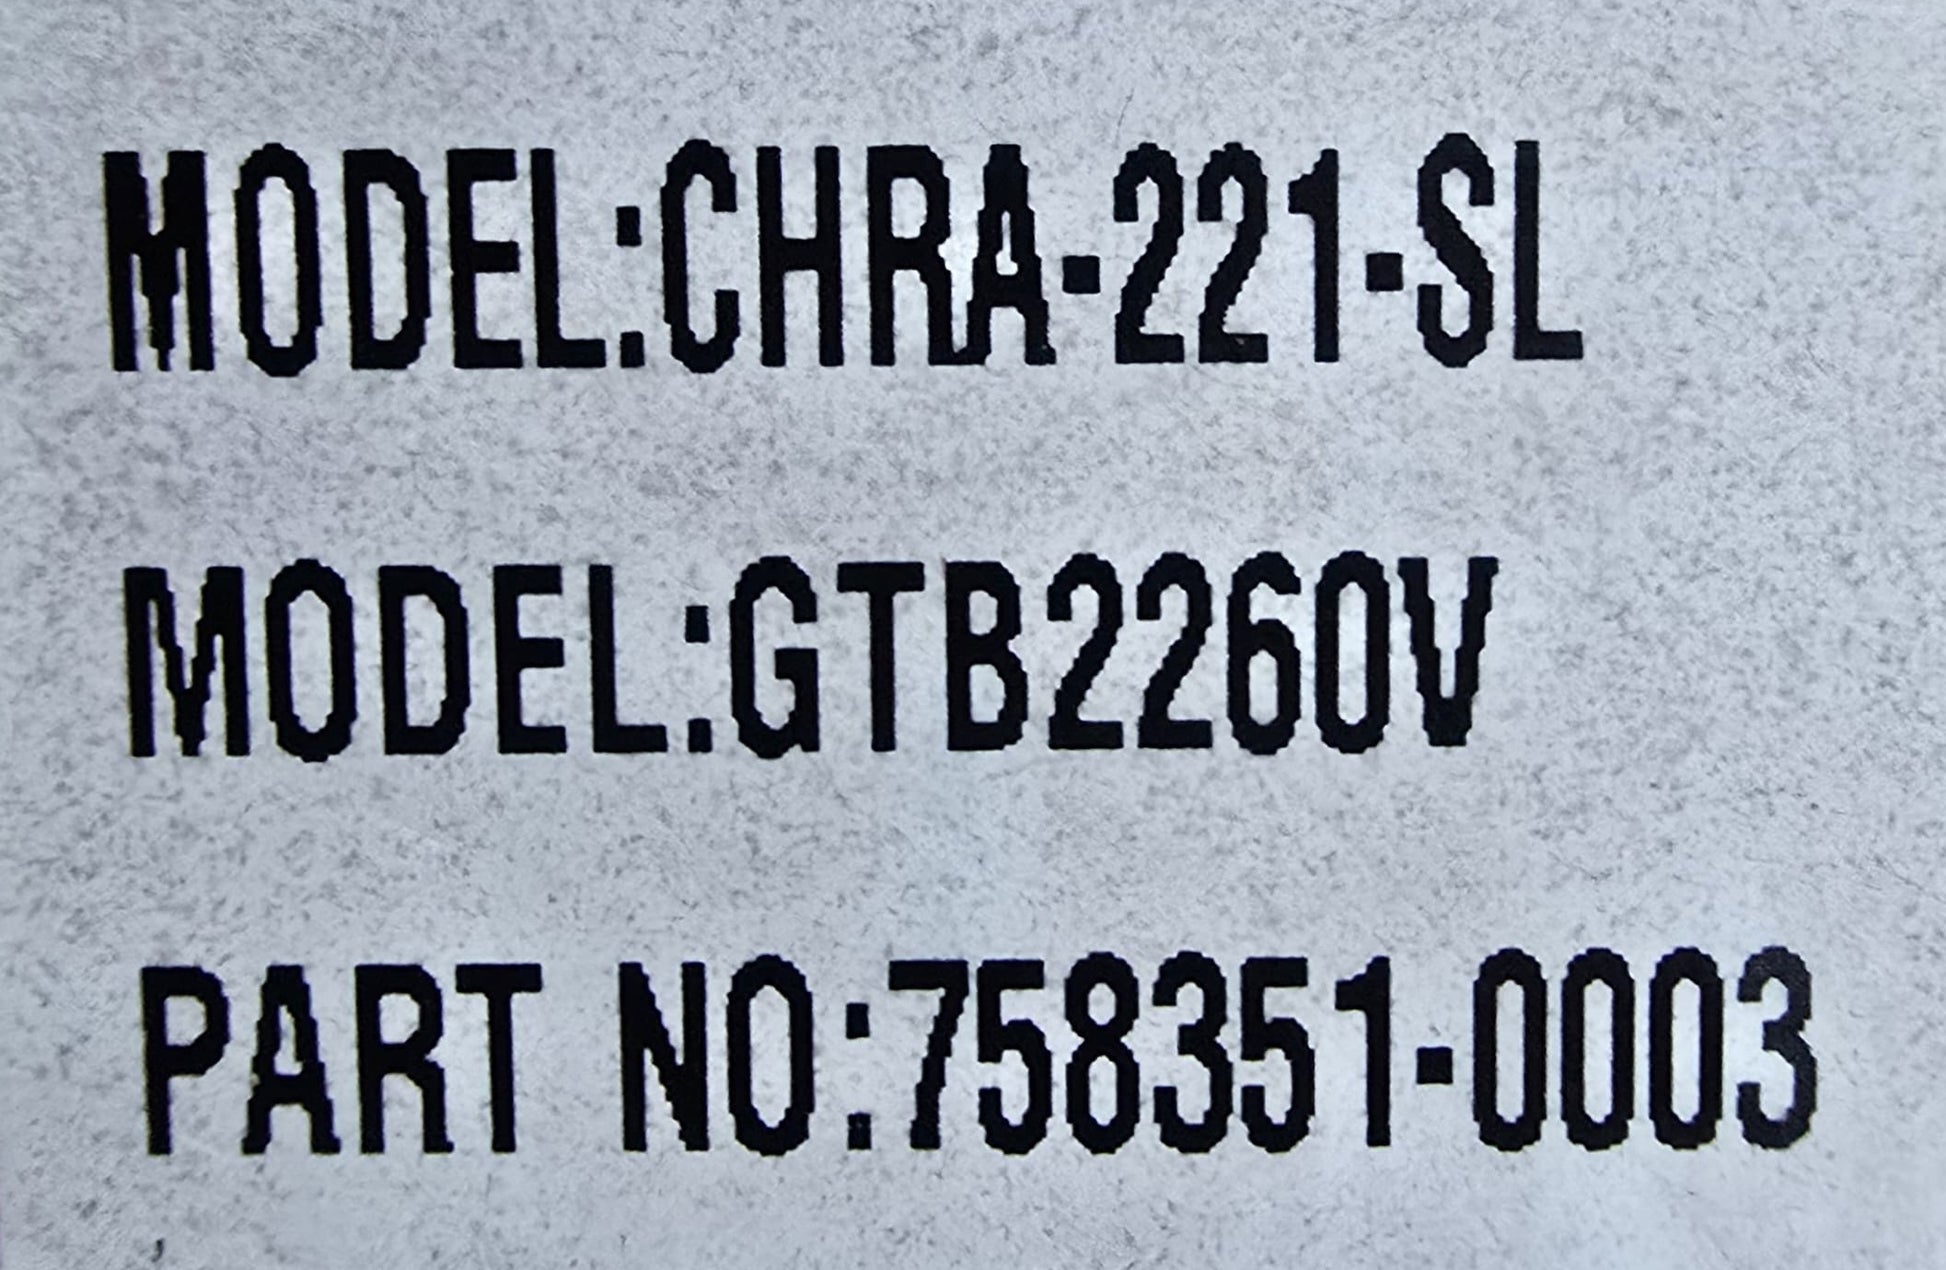 MODEL:CHRA-221-SL
MODEL:GTB2260V
PART NO:758351-0003